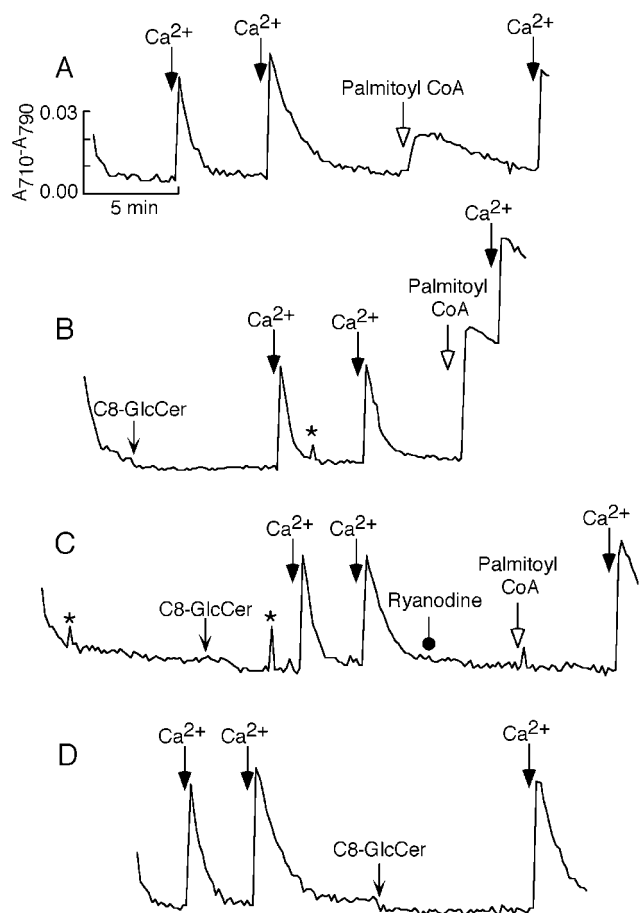 A
Ca2+
Ca2+
Palmitoyl CoA
Ca2+
A710-A790
0.03
0.00
5 min
B
C8-GlcCer
Ca2+
*
Ca2+
Palmitoyl
CoA
Ca2+
C
*
C8-GlcCer
*
Ca2+
Ca2+
Ryanodine
Palmitoyl
CoA
Ca2+
D
Ca2+
Ca2+
C8-GlcCer
Ca2+